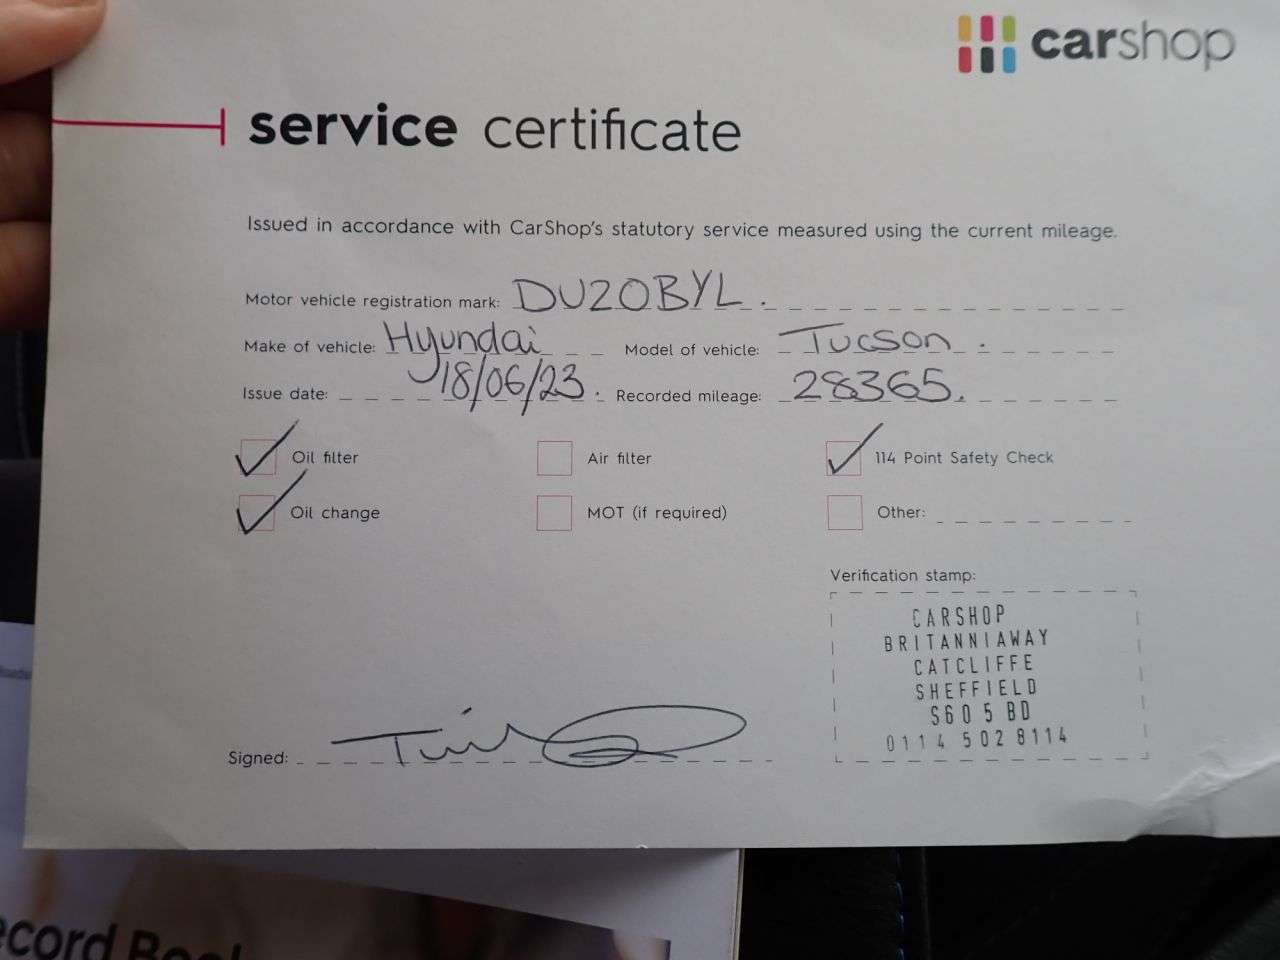 carshop
service certificate
Issued in accordance with CarShop's statutory service measured using the current mileage.
Motor vehicle registration mark: DU20BYL.
Make of vehicle: Hyundai Model of vehicle: Tucson.
Issue date: 18/06/23. Recorded mileage: 28365.
Oil filter Air filter 114 Point Safety Check
Oil change MOT (if required) Other:
Verification stamp:
CARSHOP
BRITANNIAWAY
CATCLIFFE
SHEFFIELD
S60 5 BD
0114 502 8114
Signed: